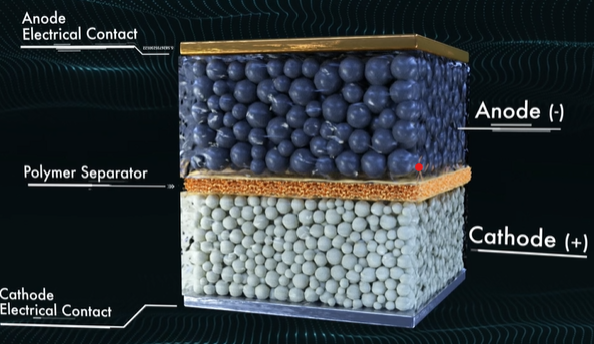 Anode
Electrical Contact
Anode (-)
Polymer Separator
Cathode (+)
Cathode
Electrical Contact